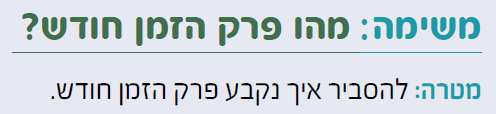 משימה: מהו פרק הזמן חודש?
מטרה: להסביר איך נקבע פרק הזמן חודש.